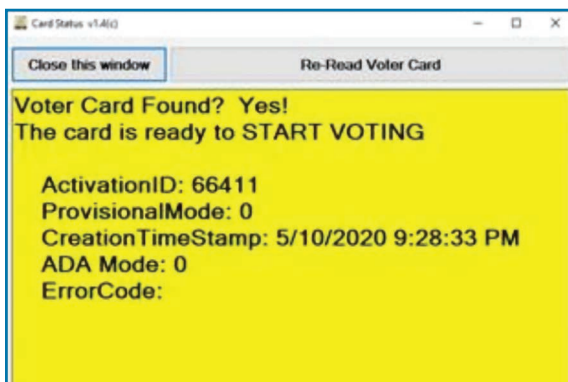 Card Status v1.4(c)
Close this window
Re-Read Voter Card
Voter Card Found? Yes!
The card is ready to START VOTING
ActivationID: 66411
ProvisionalMode: 0
CreationTimeStamp: 5/10/2020 9:28:33 PM
ADA Mode: 0
ErrorCode: